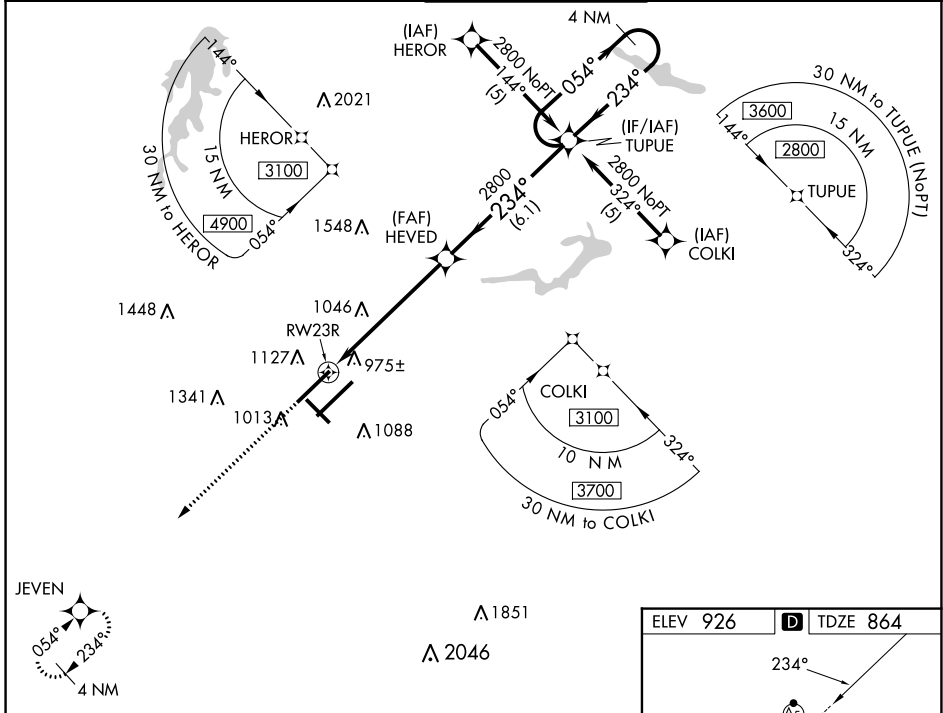 4 NM
(IAF)
HEROR
2800 NoPT
144°
(5)
054°
234°
(IF/IAF)
TUPUE
2800 NoPT
324°
(5)
(IAF)
COLKI
2800
234°
(6.1)
(FAF)
HEVED
144°
HEROR
3100
15 NM
4900
054°
30 NM to HEROR
2021
1548
30 NM to TUPUE (NoPT)
3600
15 NM
144°
2800
TUPUE
324°
1448
1046
RW23R
1127
975±
1341
1013
1088
COLKI
054°
3100
324°
10 NM
3700
30 NM to COLKI
JEVEN
054°
234°
4 NM
1851
2046
ELEV 926
D
TDZE 864
234°